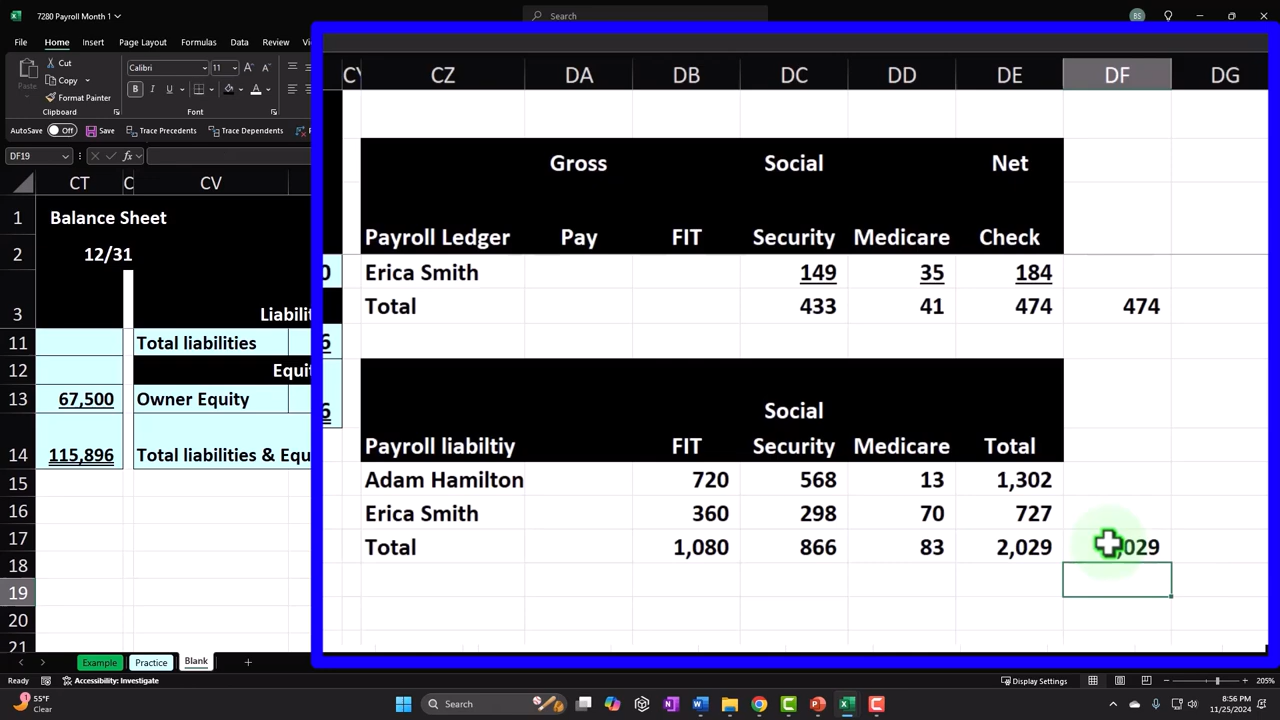 7280 Payroll Month 1
Search
BS
File Home Insert Page Layout Formulas Data Review
Cut
Copy
Format Painter
Paste
Clipboard
Calibri 11
B I U
Font
AutoSave Off Save Trace Precedents Trace Dependents
DF19
fx
CT C CV
1 Balance Sheet
2 12/31
3
11 Total liabilities
12
13 67,500 Owner Equity
14 115,896 Total liabilities & Equ
15
16
17
18
19
20
21
CY CZ DA DB DC DD DE DF DG
Gross Social Net
Payroll Ledger Pay FIT Security Medicare Check
Erica Smith 149 35 184
Total 433 41 474 474
Social
Payroll liabiltiy FIT Security Medicare Total
Adam Hamilton 720 568 13 1,302
Erica Smith 360 298 70 727
Total 1,080 866 83 2,029
Example Practice Blank
Ready Accessibility: Investigate Display Settings 205%
55°F
Clear
Search
8:56 PM
11/25/2024